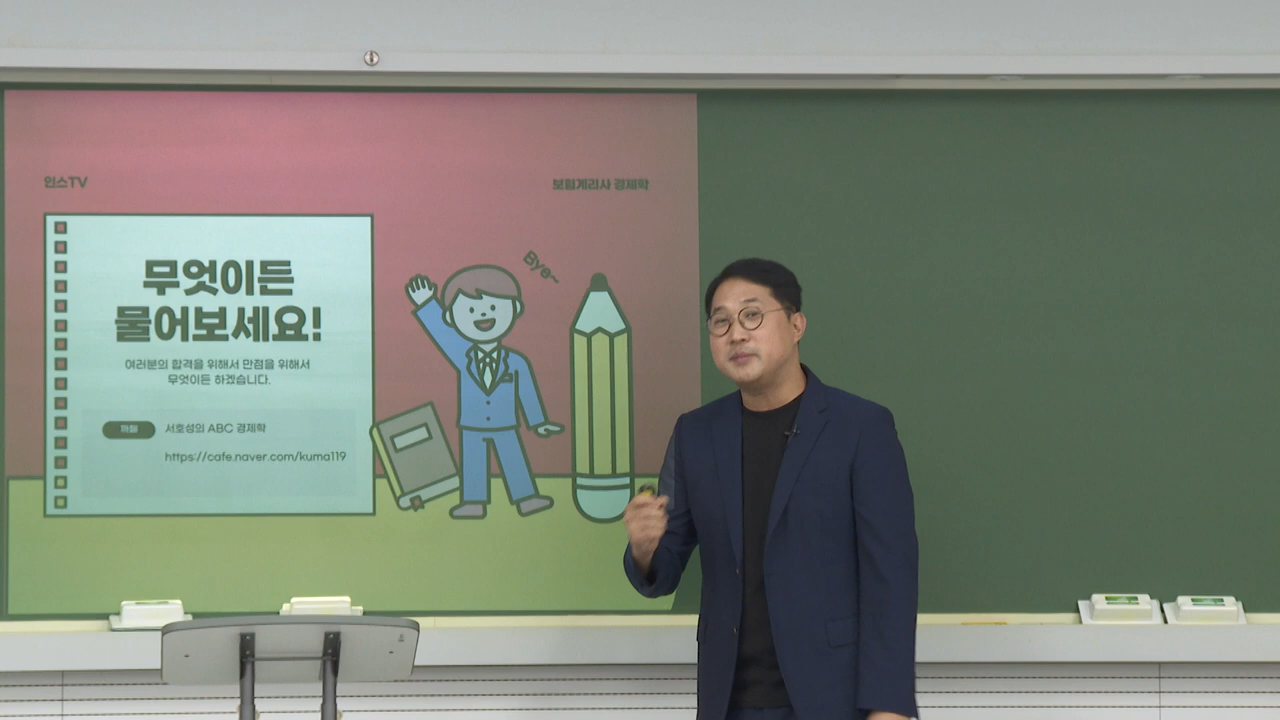 인스TV
보험계리사 경제학
무엇이든
물어보세요!
여러분의 합격을 위해서 만점을 위해서
무엇이든 하겠습니다.
카페 서호성의 ABC 경제학
https://cafe.naver.com/kuma119
Bye~